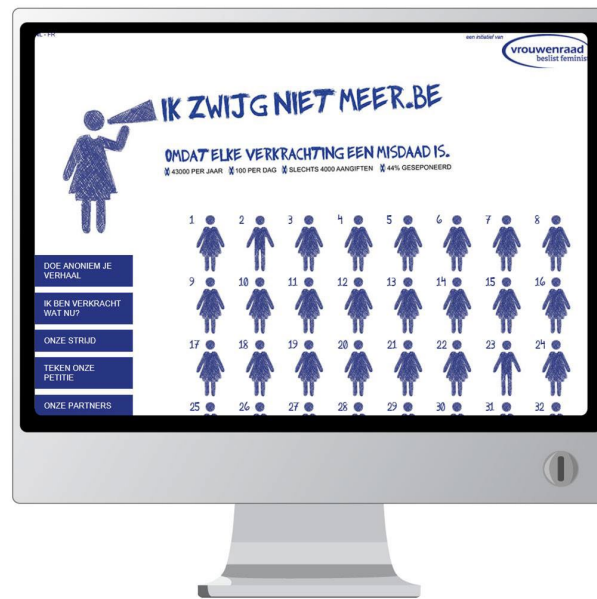 NL - FR
een initiatief van
vrouwenraad
beslist feminis
IK ZWIJG NIET MEER.BE
OMDAT ELKE VERKRACHTING EEN MISDAAD IS.
43000 PER JAAR 100 PER DAG SLECHTS 4000 AANGIFTEN 44% GESEPONEERD
1 2 3 4 5 6 7 8
DOE ANONIEM JE
VERHAAL
9 10 11 12 13 14 15 16
IK BEN VERKRACHT
WAT NU?
ONZE STRIJD
17 18 19 20 21 22 23 24
TEKEN ONZE
PETITIE
ONZE PARTNERS
25 26 27 28 29 30 31 32